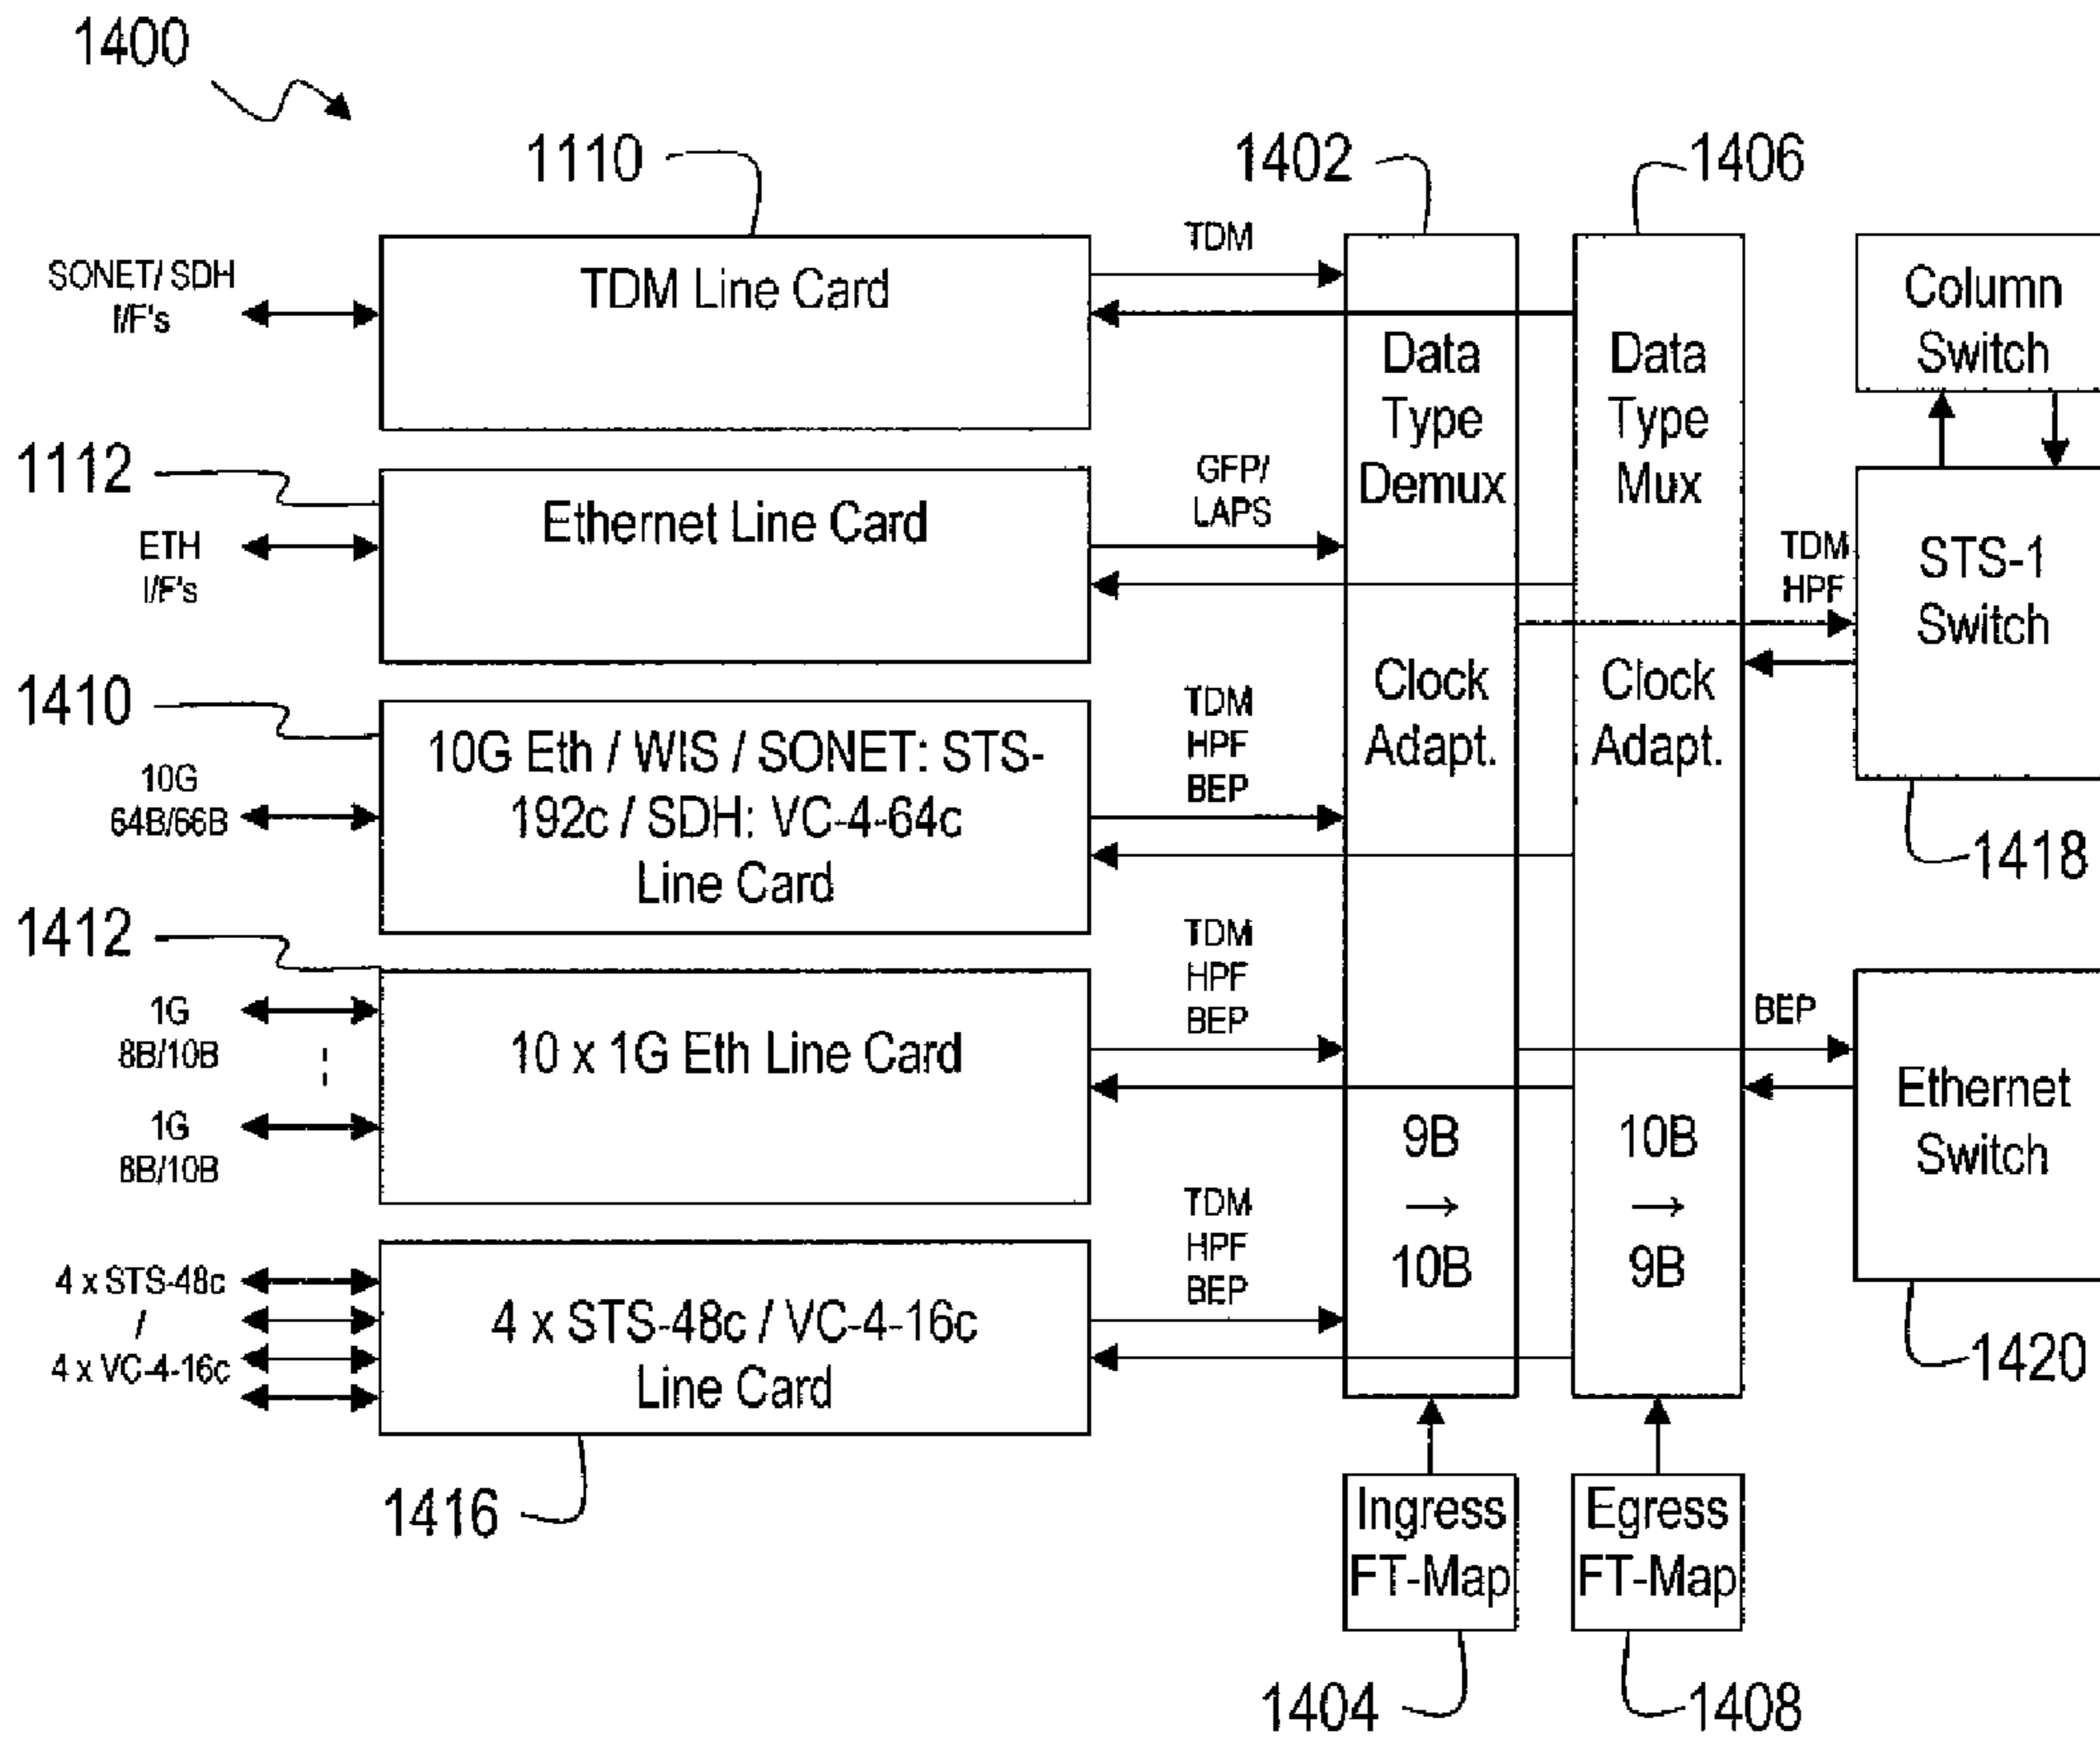 1400
1110
1402
1406
SONET/ SDH
I/F's
TDM Line Card
TDM
Data
Type
Demux
Clock
Adapt.
9B
→
10B
Data
Type
Mux
Clock
Adapt.
10B
→
9B
Column
Switch
1112
ETH
I/F's
Ethernet Line Card
GFP/
LAPS
TDM
HPF
STS-1
Switch
1418
1410
10G
64B/66B
10G Eth / WIS / SONET: STS-
192c / SDH: VC-4-64c
Line Card
TDM
HPF
BEP
1412
1G
8B/10B
1G
8B/10B
10 x 1G Eth Line Card
TDM
HPF
BEP
BEP
Ethernet
Switch
1420
4 x STS-48c
/
4 x VC-4-16c
4 x STS-48c / VC-4-16c
Line Card
TDM
HPF
BEP
1416
Ingress
FT-Map
Egress
FT-Map
1404
1408